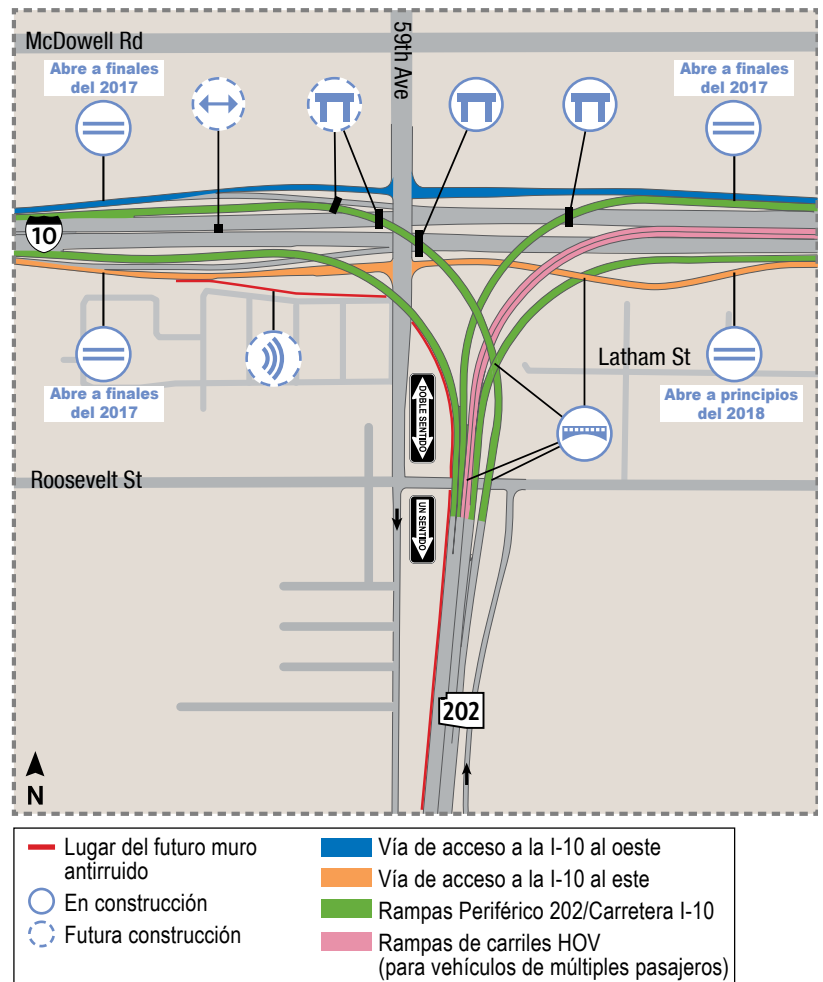 McDowell Rd
59th Ave
Abre a finales
del 2017
Abre a finales
del 2017
10
Abre a finales
del 2017
Latham St
Abre a principios
del 2018
DOBLE SENTIDO
Roosevelt St
UN SENTIDO
202
N
Lugar del futuro muro
antirruido
En construcción
Futura construcción
Vía de acceso a la I-10 al oeste
Vía de acceso a la I-10 al este
Rampas Periférico 202/Carretera I-10
Rampas de carriles HOV
(para vehículos de múltiples pasajeros)